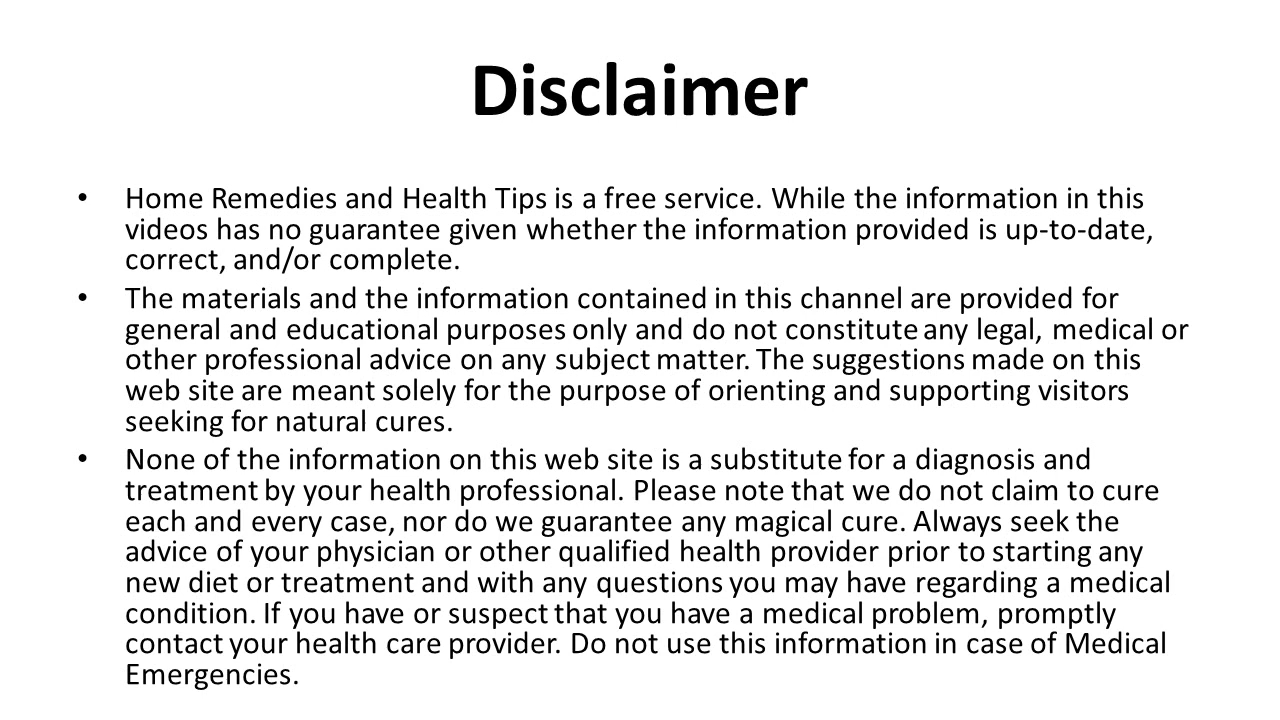 Disclaimer
• Home Remedies and Health Tips is a free service. While the information in this
videos has no guarantee given whether the information provided is up-to-date,
correct, and/or complete.
• The materials and the information contained in this channel are provided for
general and educational purposes only and do not constitute any legal, medical or
other professional advice on any subject matter. The suggestions made on this
web site are meant solely for the purpose of orienting and supporting visitors
seeking for natural cures.
• None of the information on this web site is a substitute for a diagnosis and
treatment by your health professional. Please note that we do not claim to cure
each and every case, nor do we guarantee any magical cure. Always seek the
advice of your physician or other qualified health provider prior to starting any
new diet or treatment and with any questions you may have regarding a medical
condition. If you have or suspect that you have a medical problem, promptly
contact your health care provider. Do not use this information in case of Medical
Emergencies.